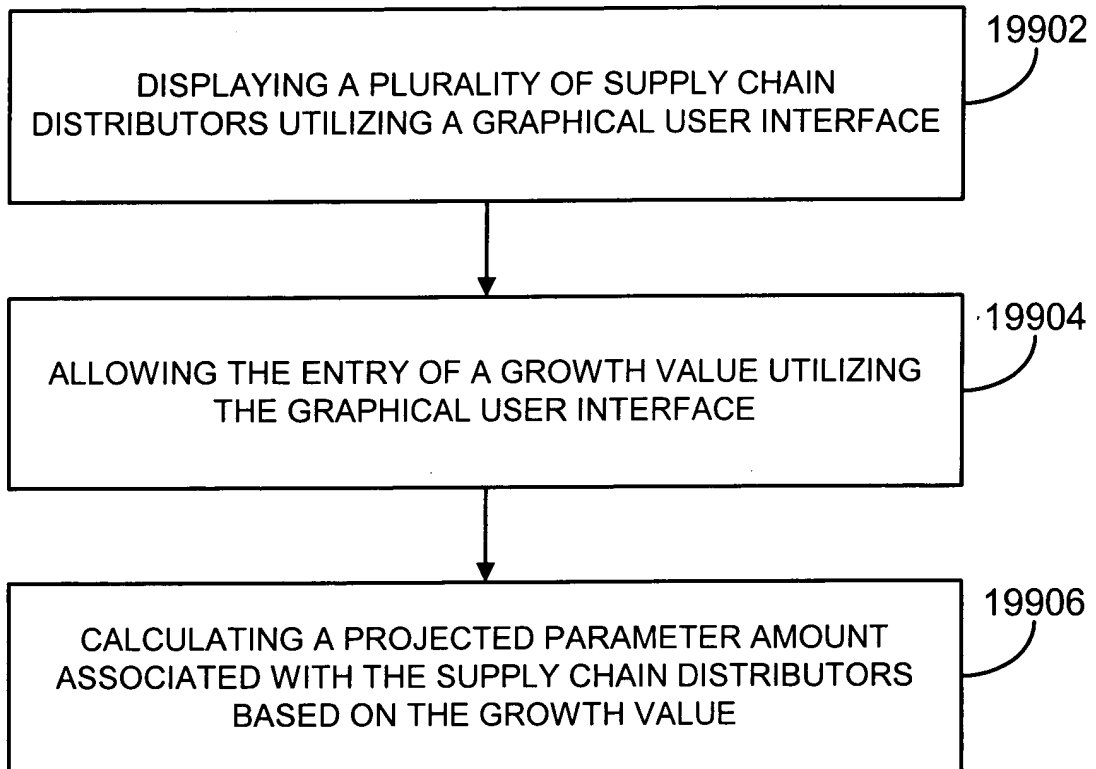 19902
DISPLAYING A PLURALITY OF SUPPLY CHAIN
DISTRIBUTORS UTILIZING A GRAPHICAL USER INTERFACE
19904
ALLOWING THE ENTRY OF A GROWTH VALUE UTILIZING
THE GRAPHICAL USER INTERFACE
19906
CALCULATING A PROJECTED PARAMETER AMOUNT
ASSOCIATED WITH THE SUPPLY CHAIN DISTRIBUTORS
BASED ON THE GROWTH VALUE